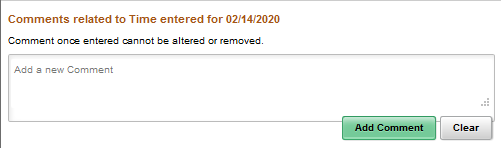 Comments related to Time entered for 02/14/2020
Comment once entered cannot be altered or removed.
Add a new Comment
Add Comment Clear